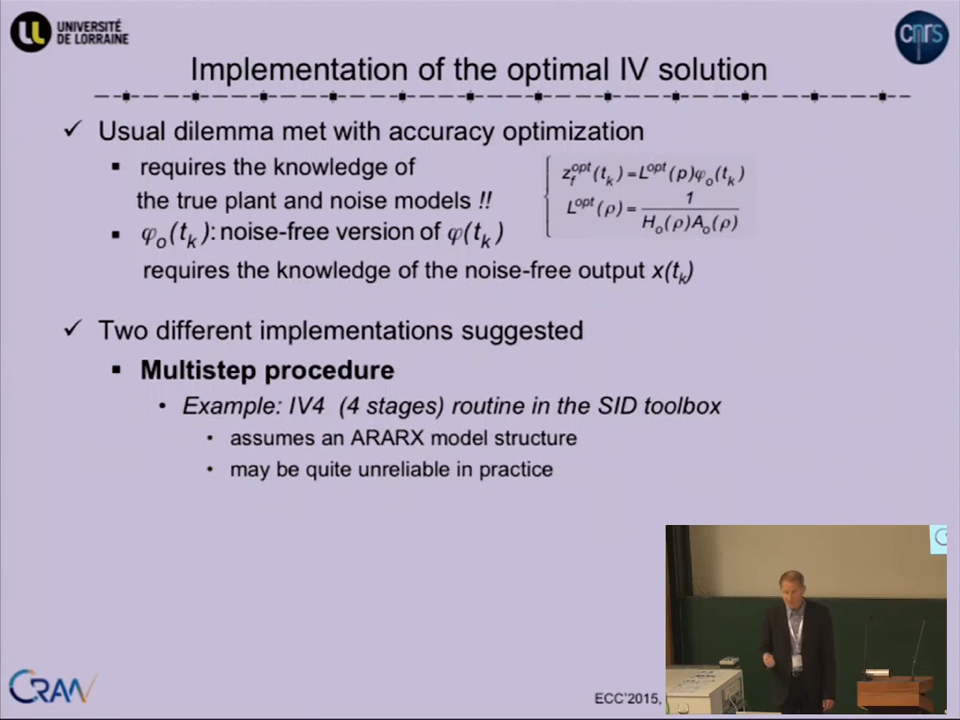 UNIVERSITÉ
DE LORRAINE
cnrs
Implementation of the optimal IV solution
✓ Usual dilemma met with accuracy optimization
▪ requires the knowledge of
the true plant and noise models !!
z_f^opt(t_k)=L^opt(p)φ_o(t_k)
L^opt(ρ)= 1 / H_o(ρ)A_o(ρ)
▪ φ_o(t_k): noise-free version of φ(t_k)
requires the knowledge of the noise-free output x(t_k)
✓ Two different implementations suggested
▪ Multistep procedure
• Example: IV4 (4 stages) routine in the SID toolbox
• assumes an ARARX model structure
• may be quite unreliable in practice
CRAN
ECC'2015,